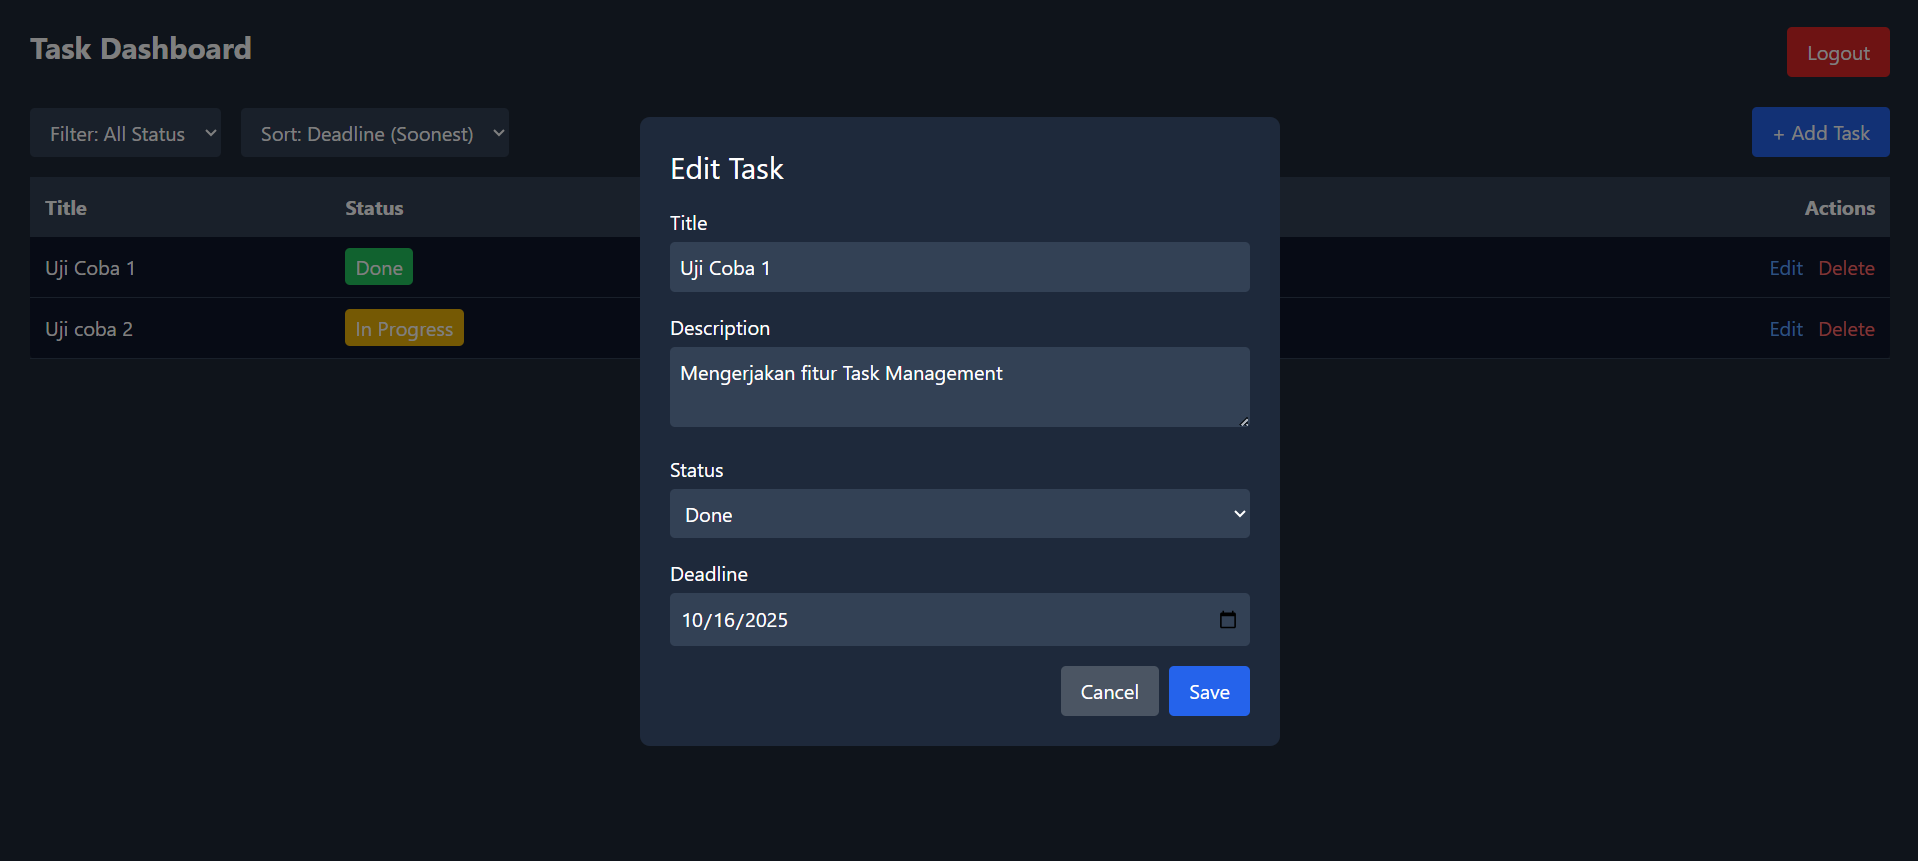 Task Dashboard
Logout
Filter: All Status
Sort: Deadline (Soonest)
+ Add Task
Title
Status
Actions
Uji Coba 1
Done
Edit
Delete
Uji coba 2
In Progress
Edit
Delete
Edit Task
Title
Uji Coba 1
Description
Mengerjakan fitur Task Management
Status
Done
Deadline
10/16/2025
Cancel
Save